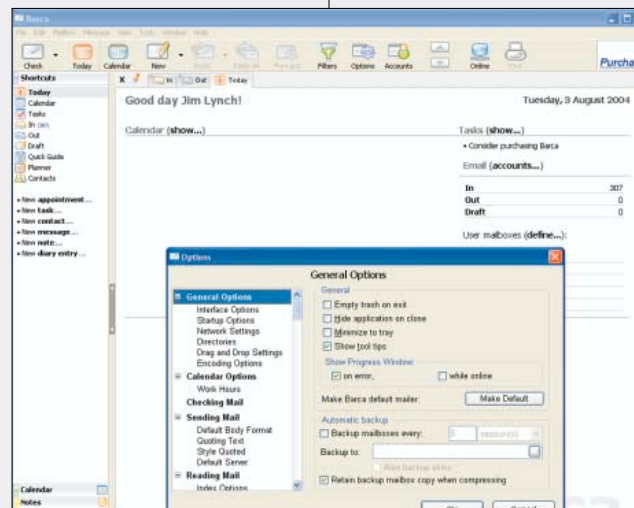 Barca
File Edit Mailbox Message View Tools Window Help
Check Today Calendar New Filters Options Accounts Online Purcha
Shortcuts
X In Out Today
Today
Calendar
Tasks
In
Out
Draft
Quick Guide
Planner
Contacts
• New appointment...
• New task...
• New contact...
• New message...
• New note...
• New diary entry...
Calendar
Notes
Good day Jim Lynch!
Tuesday, 3 August 2004
Calendar (show...)
Tasks (show...)
• Consider purchasing Barca
Email (accounts...)
In 307
Out 0
Draft 0
User mailboxes (define...):
Options
General Options
General Options
Interface Options
Startup Options
Network Settings
Directories
Drag and Drop Settings
Encoding Options
Calendar Options
Work Hours
Checking Mail
Sending Mail
Default Body Format
Quoting Text
Style Quoted
Default Server
Reading Mail
Index Options
General
Empty trash on exit
Hide application on close
Minimize to tray
Show tool tips
Show Progress Window:
on error, while online
Make Barca default mailer: Make Default
Automatic backup
Backup mailboxes every: 5
Backup to:
Retain backup mailbox copy when compressing